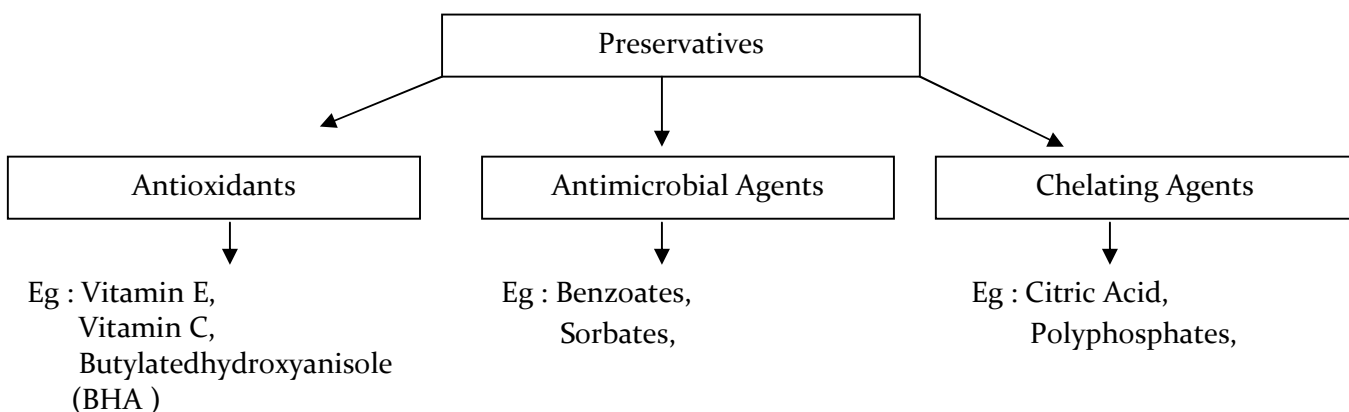 Preservatives
Antioxidants
Antimicrobial Agents
Chelating Agents
Eg : Vitamin E,
Vitamin C,
Butylatedhydroxyanisole
(BHA )
Eg : Benzoates,
Sorbates,
Eg : Citric Acid,
Polyphosphates,